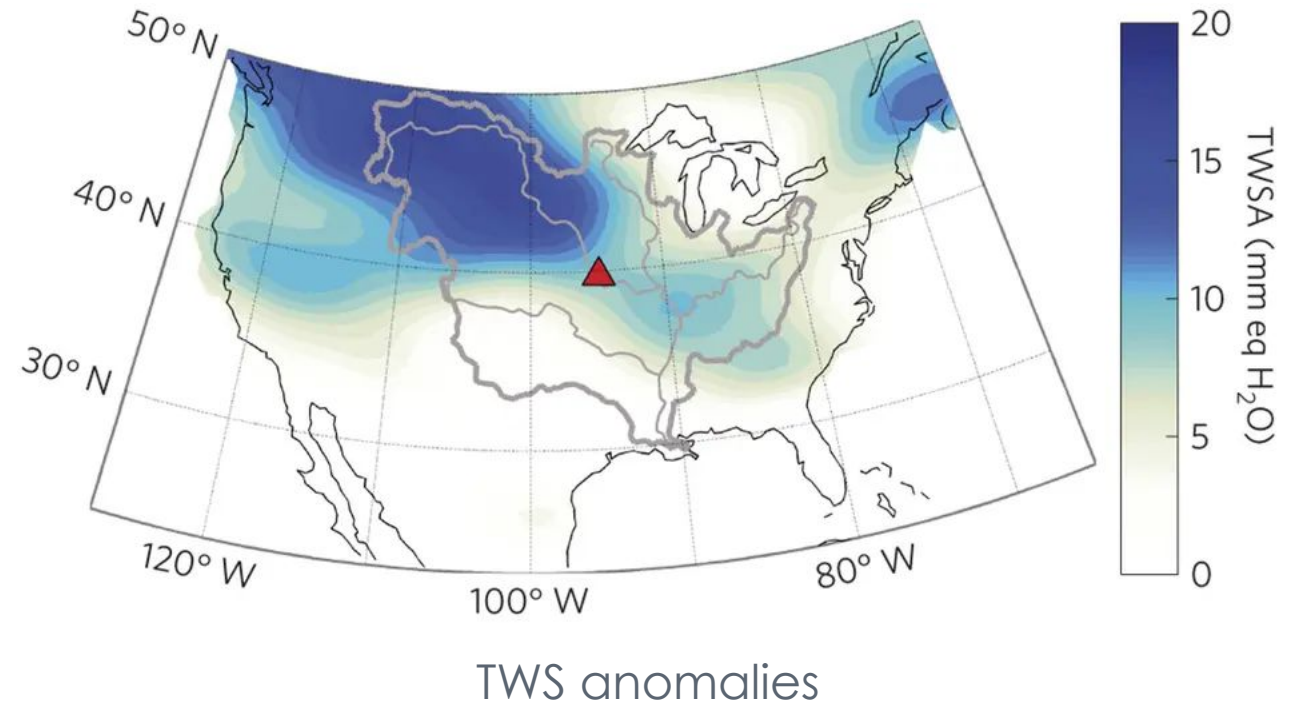 50° N
40° N
30° N
120° W
100° W
80° W
20
15
10
5
0
TWSA (mm eq H₂O)
TWS anomalies